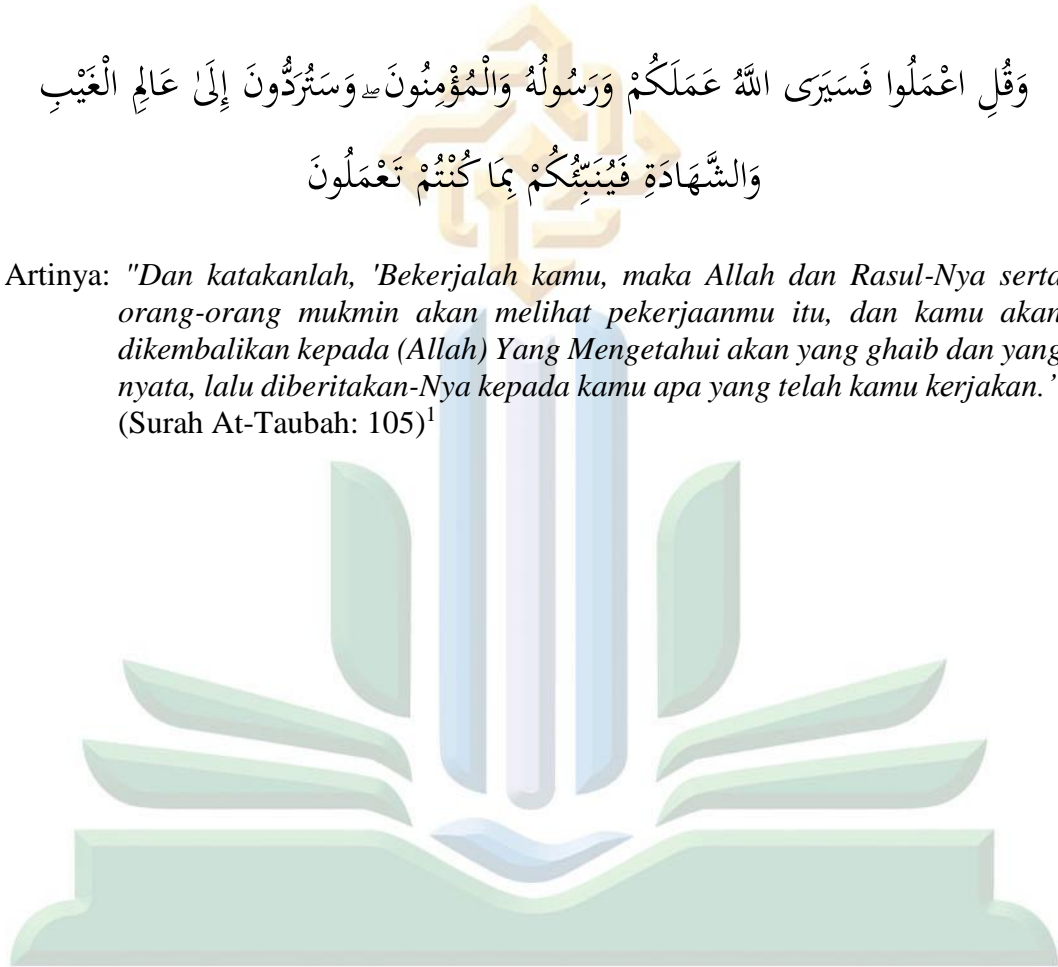 وَقُلِ اعْمَلُوا فَسَيَرَى اللَّهُ عَمَلَكُمْ وَرَسُولُهُ وَالْمُؤْمِنُونَ ۖ وَسَتُرَدُّونَ إِلَىٰ عَالِمِ الْغَيْبِ
وَالشَّهَادَةِ فَيُنَبِّئُكُمْ بِمَا كُنْتُمْ تَعْمَلُونَ
Artinya: "Dan katakanlah, 'Bekerjalah kamu, maka Allah dan Rasul-Nya serta
orang-orang mukmin akan melihat pekerjaanmu itu, dan kamu akan
dikembalikan kepada (Allah) Yang Mengetahui akan yang ghaib dan yang
nyata, lalu diberitakan-Nya kepada kamu apa yang telah kamu kerjakan.'
(Surah At-Taubah: 105)¹